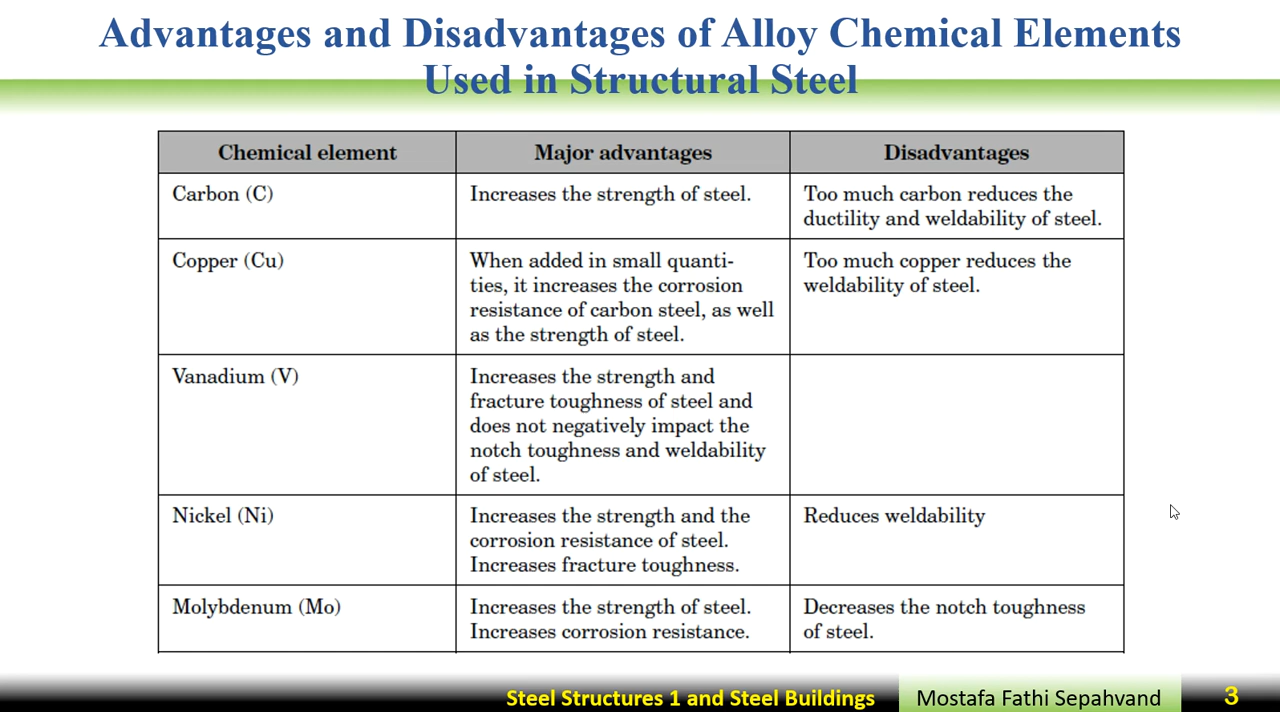 Advantages and Disadvantages of Alloy Chemical Elements
Used in Structural Steel
Chemical element
Major advantages
Disadvantages
Carbon (C)
Increases the strength of steel.
Too much carbon reduces the
ductility and weldability of steel.
Copper (Cu)
When added in small quanti-
ties, it increases the corrosion
resistance of carbon steel, as well
as the strength of steel.
Too much copper reduces the
weldability of steel.
Vanadium (V)
Increases the strength and
fracture toughness of steel and
does not negatively impact the
notch toughness and weldability
of steel.
Nickel (Ni)
Increases the strength and the
corrosion resistance of steel.
Increases fracture toughness.
Reduces weldability
Molybdenum (Mo)
Increases the strength of steel.
Increases corrosion resistance.
Decreases the notch toughness
of steel.
Steel Structures 1 and Steel Buildings
Mostafa Fathi Sepahvand
3